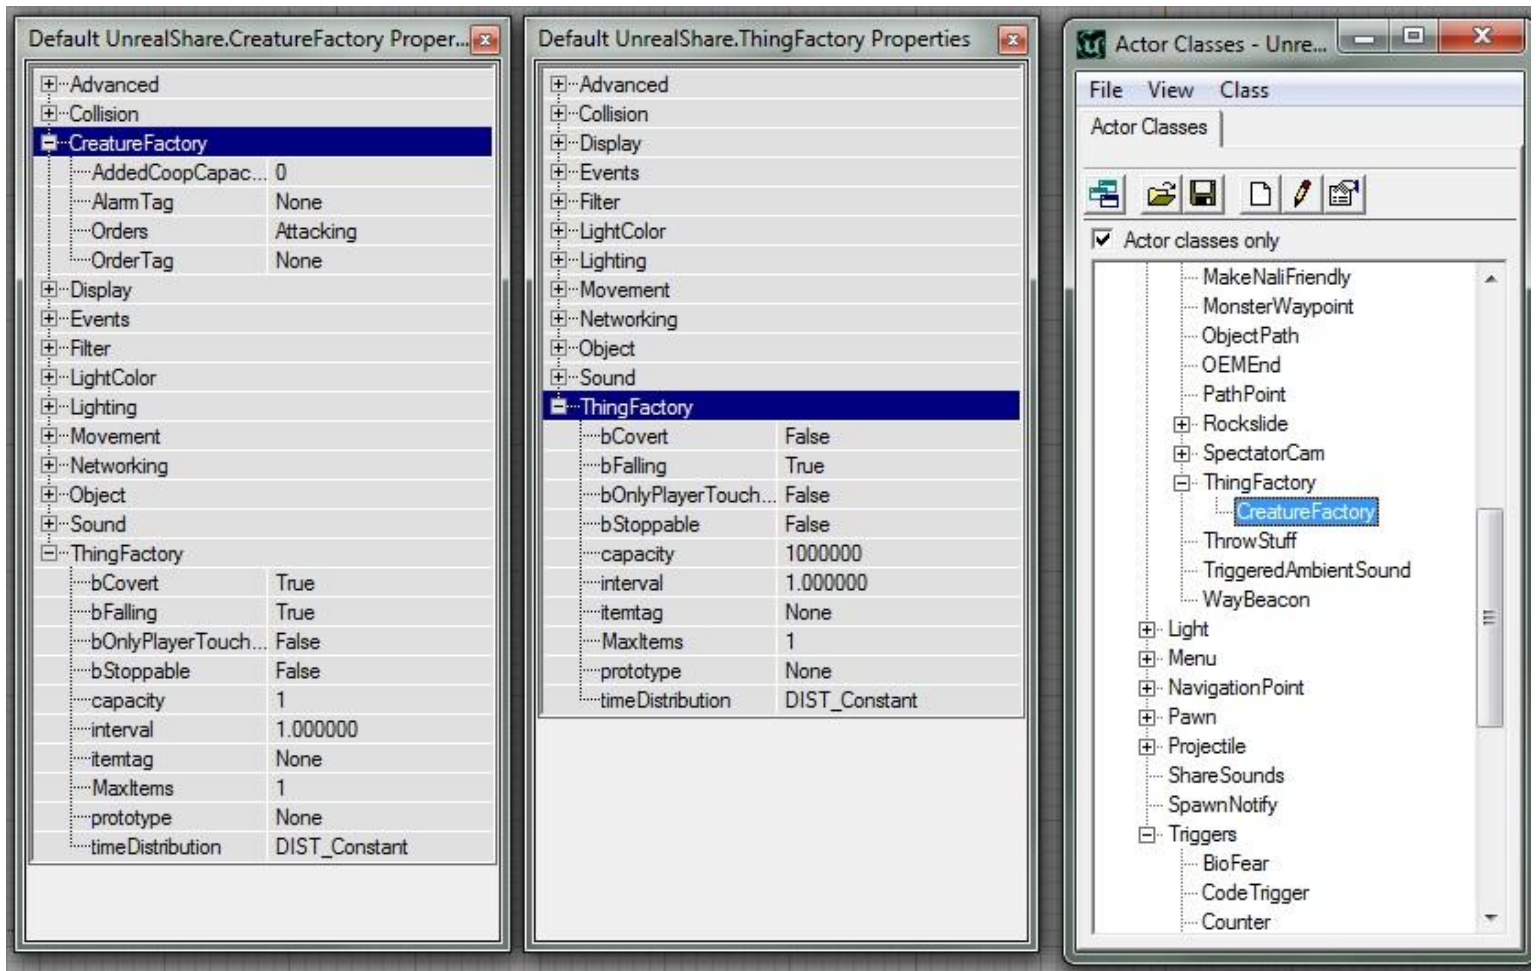 Default UnrealShare.CreatureFactory Proper...
Advanced
Collision
CreatureFactory
AddedCoopCapac... 0
AlarmTag None
Orders Attacking
OrderTag None
Display
Events
Filter
LightColor
Lighting
Movement
Networking
Object
Sound
ThingFactory
bCovert True
bFalling True
bOnlyPlayerTouch... False
bStoppable False
capacity 1
interval 1.000000
itemtag None
MaxItems 1
prototype None
timeDistribution DIST_Constant
Default UnrealShare.ThingFactory Properties
Advanced
Collision
Display
Events
Filter
LightColor
Lighting
Movement
Networking
Object
Sound
ThingFactory
bCovert False
bFalling True
bOnlyPlayerTouch... False
bStoppable False
capacity 1000000
interval 1.000000
itemtag None
MaxItems 1
prototype None
timeDistribution DIST_Constant
Actor Classes - Unre...
File View Class
Actor Classes
Actor classes only
MakeNaliFriendly
MonsterWaypoint
ObjectPath
OEMEnd
PathPoint
Rockslide
SpectatorCam
ThingFactory
CreatureFactory
ThrowStuff
TriggeredAmbientSound
WayBeacon
Light
Menu
NavigationPoint
Pawn
Projectile
ShareSounds
SpawnNotify
Triggers
BioFear
CodeTrigger
Counter